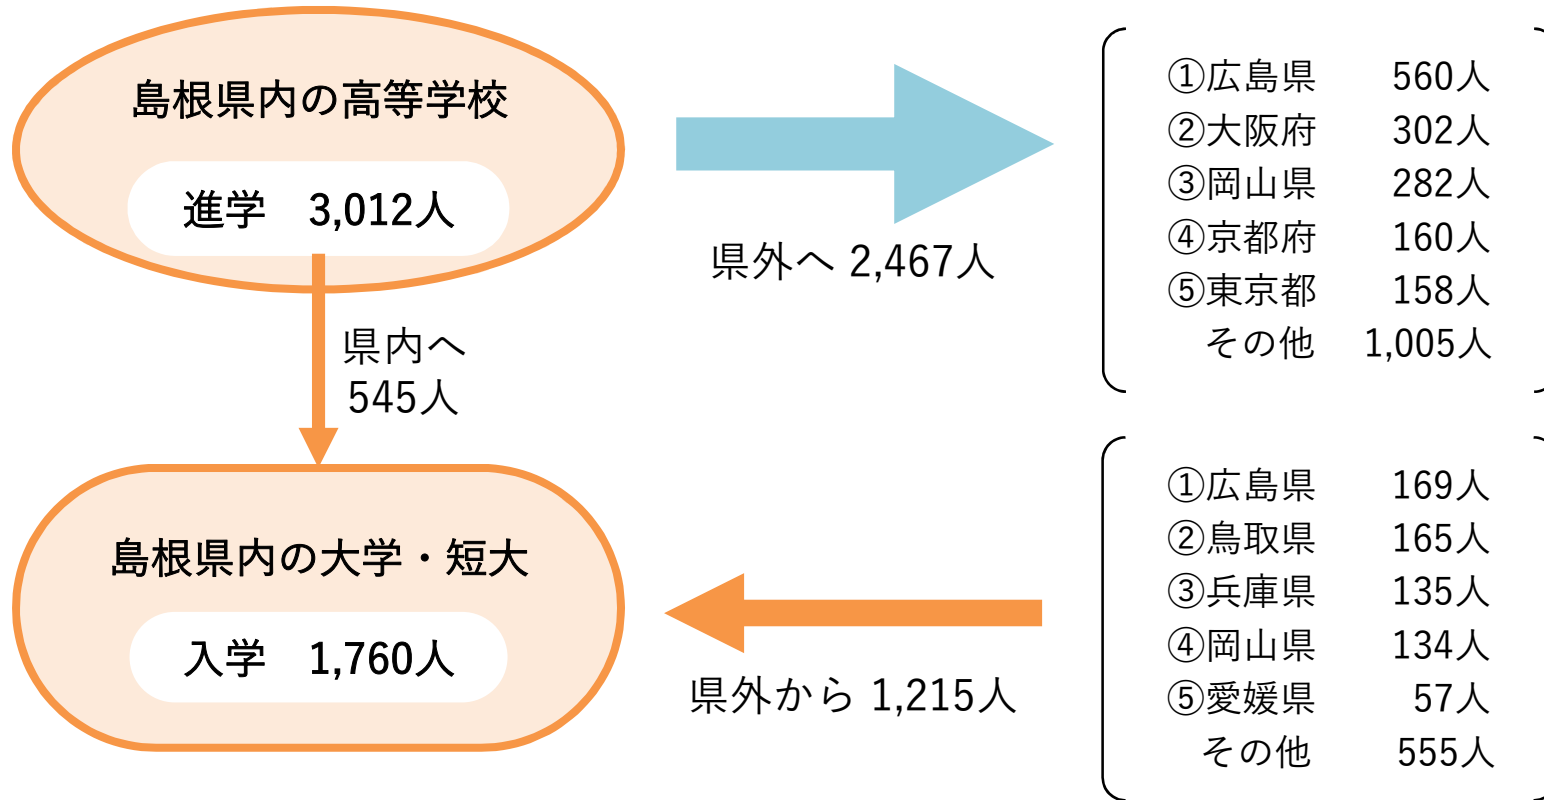 島根県内の高等学校
進学　3,012人
県外へ 2,467人
①広島県　560人
②大阪府　302人
③岡山県　282人
④京都府　160人
⑤東京都　158人
その他　1,005人
県内へ
545人
島根県内の大学・短大
入学　1,760人
県外から 1,215人
①広島県　169人
②鳥取県　165人
③兵庫県　135人
④岡山県　134人
⑤愛媛県　57人
その他　555人